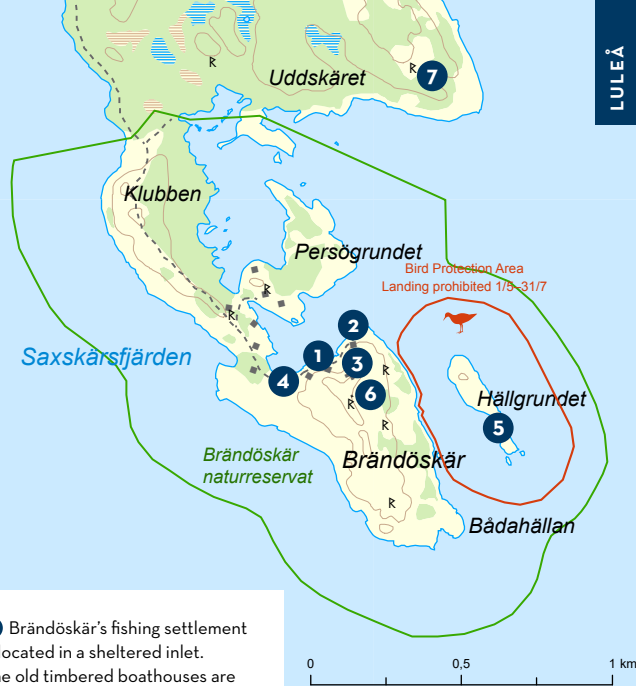 LULEÅ
Uddskäret
7
Klubben
Persögrundet
Bird Protection Area
Landing prohibited 1/5–31/7
2
1
3
Saxskärsfjärden
4
6
Hällgrundet
5
Brändöskär
naturreservat
Brändöskär
Bådahällan
Brändöskär’s fishing settlement
located in a sheltered inlet.
old timbered boathouses are
0 0,5 1 km